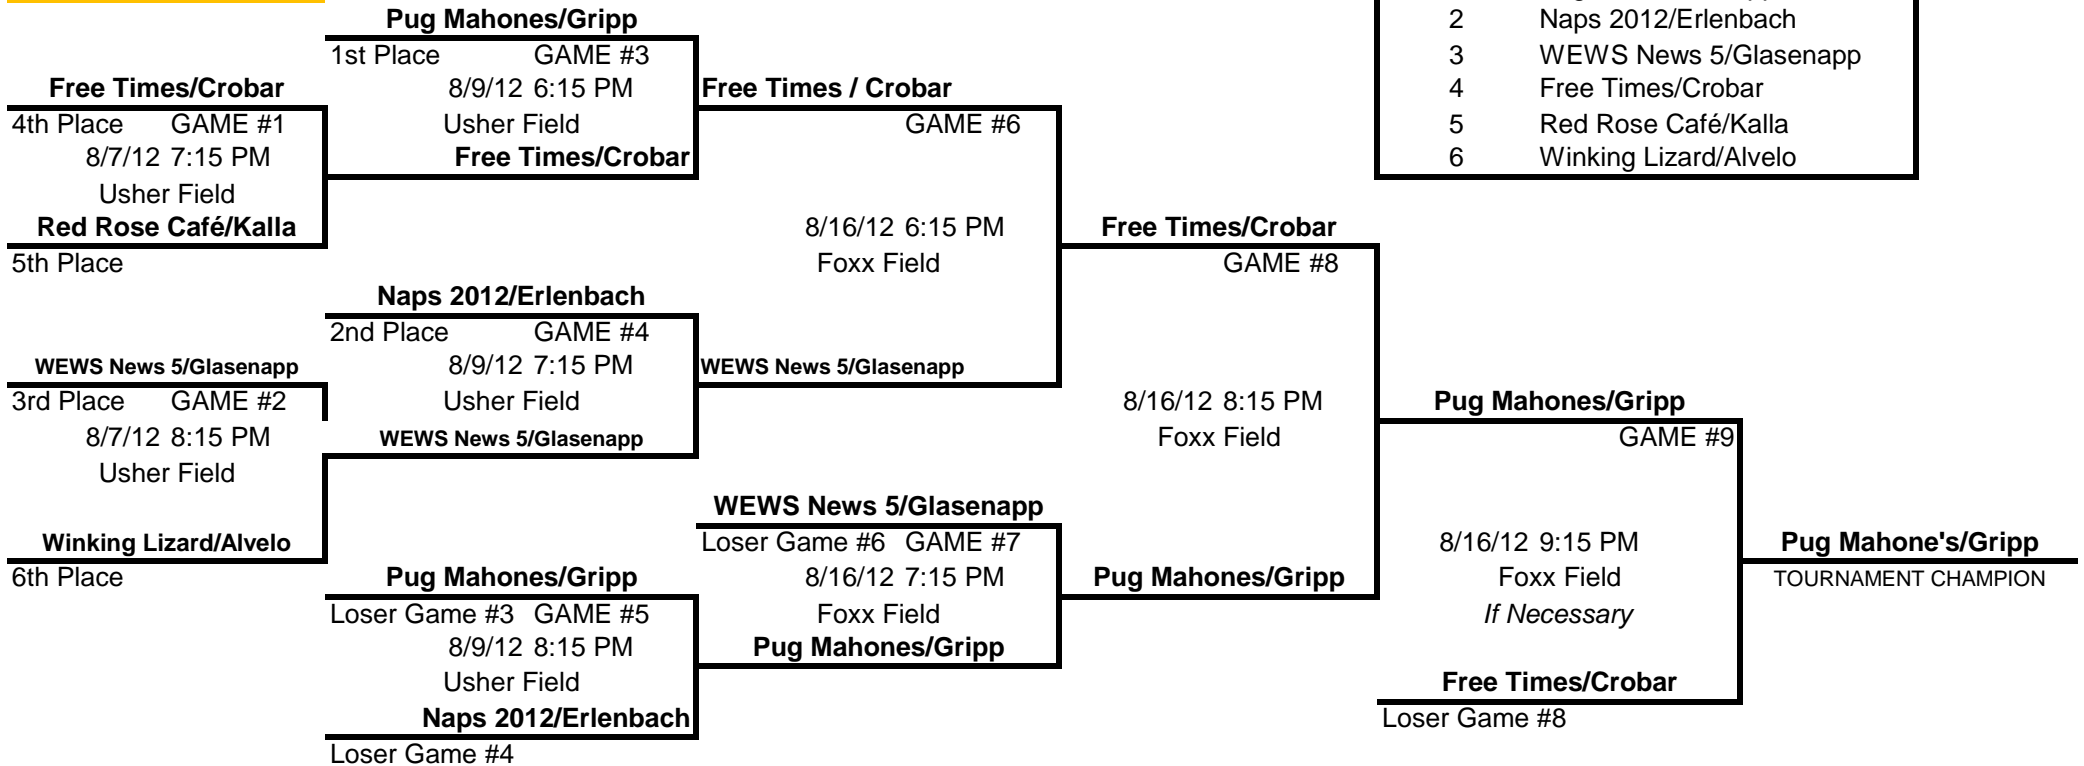 Pug Mahones/Gripp
1st Place GAME #3
8/9/12 6:15 PM
Usher Field
Free Times/Crobar
Free Times/Crobar
4th Place GAME #1
8/7/12 7:15 PM
Usher Field
Red Rose Café/Kalla
5th Place
Free Times / Crobar
GAME #6
8/16/12 6:15 PM
Foxx Field
2 Naps 2012/Erlenbach
3 WEWS News 5/Glasenapp
4 Free Times/Crobar
5 Red Rose Café/Kalla
6 Winking Lizard/Alvelo
Free Times/Crobar
GAME #8
8/16/12 8:15 PM
Foxx Field
Naps 2012/Erlenbach
2nd Place GAME #4
8/9/12 7:15 PM
Usher Field
WEWS News 5/Glasenapp
WEWS News 5/Glasenapp
3rd Place GAME #2
8/7/12 8:15 PM
Usher Field
Winking Lizard/Alvelo
6th Place
WEWS News 5/Glasenapp
WEWS News 5/Glasenapp
Loser Game #6 GAME #7
8/16/12 7:15 PM
Foxx Field
Pug Mahones/Gripp
Pug Mahones/Gripp
Loser Game #3 GAME #5
8/9/12 8:15 PM
Usher Field
Naps 2012/Erlenbach
Loser Game #4
Pug Mahones/Gripp
Pug Mahones/Gripp
GAME #9
8/16/12 9:15 PM
Foxx Field
If Necessary
Free Times/Crobar
Loser Game #8
Pug Mahone's/Gripp
TOURNAMENT CHAMPION